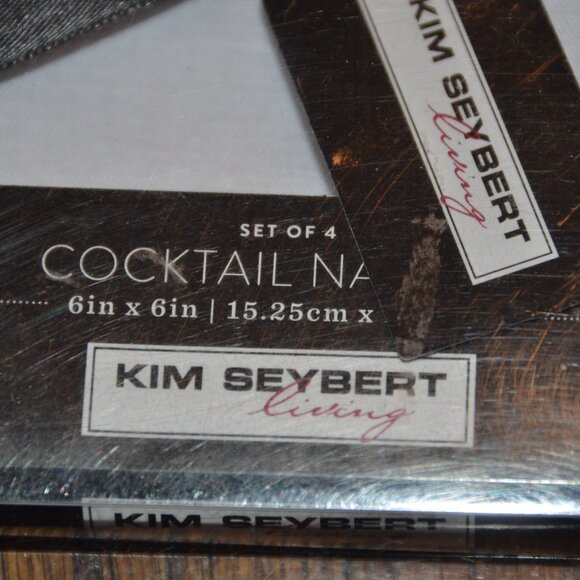 KIM SEYBERT
living
SET OF 4
COCKTAIL NA
6in x 6in | 15.25cm x
KIM SEYBERT
living
KIM SEYBERT